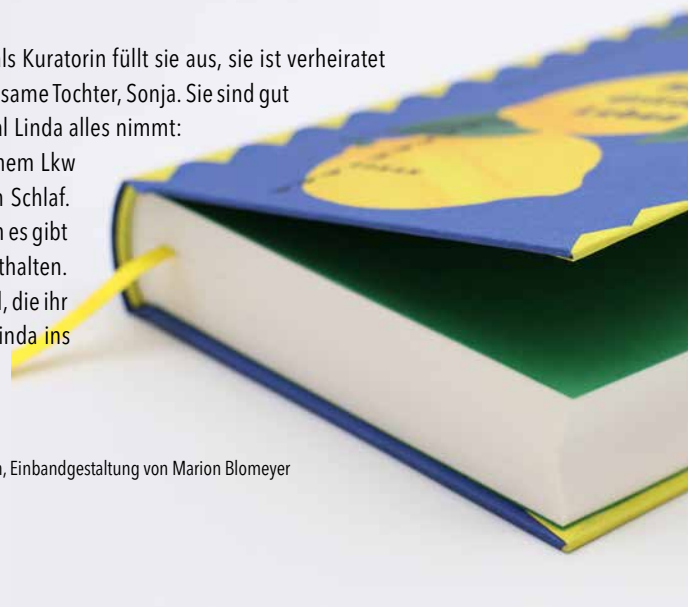 ls Kuratorin füllt sie aus, sie ist verheiratet
same Tochter, Sonja. Sie sind gut
l Linda alles nimmt:
nem Lkw
n Schlaf.
n es gibt
thalten.
, die ihr
inda ins
, Einbandgestaltung von Marion Blomeyer